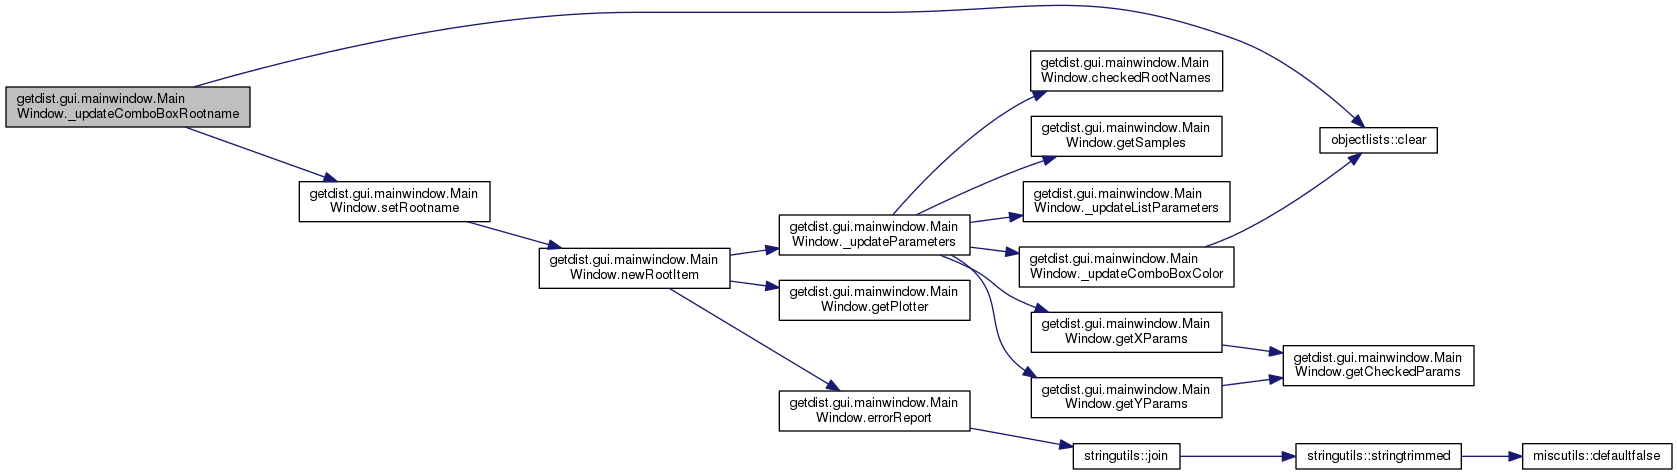 getdist.gui.mainwindow.Main
Window._updateComboBoxRootname
getdist.gui.mainwindow.Main
Window.setRootname
getdist.gui.mainwindow.Main
Window.newRootItem
getdist.gui.mainwindow.Main
Window._updateParameters
getdist.gui.mainwindow.Main
Window.getPlotter
getdist.gui.mainwindow.Main
Window.errorReport
getdist.gui.mainwindow.Main
Window.checkedRootNames
getdist.gui.mainwindow.Main
Window.getSamples
getdist.gui.mainwindow.Main
Window._updateListParameters
getdist.gui.mainwindow.Main
Window._updateComboBoxColor
getdist.gui.mainwindow.Main
Window.getXParams
getdist.gui.mainwindow.Main
Window.getYParams
stringutils::join
objectlists::clear
getdist.gui.mainwindow.Main
Window.getCheckedParams
stringutils::stringtrimmed
miscutils::defaultfalse